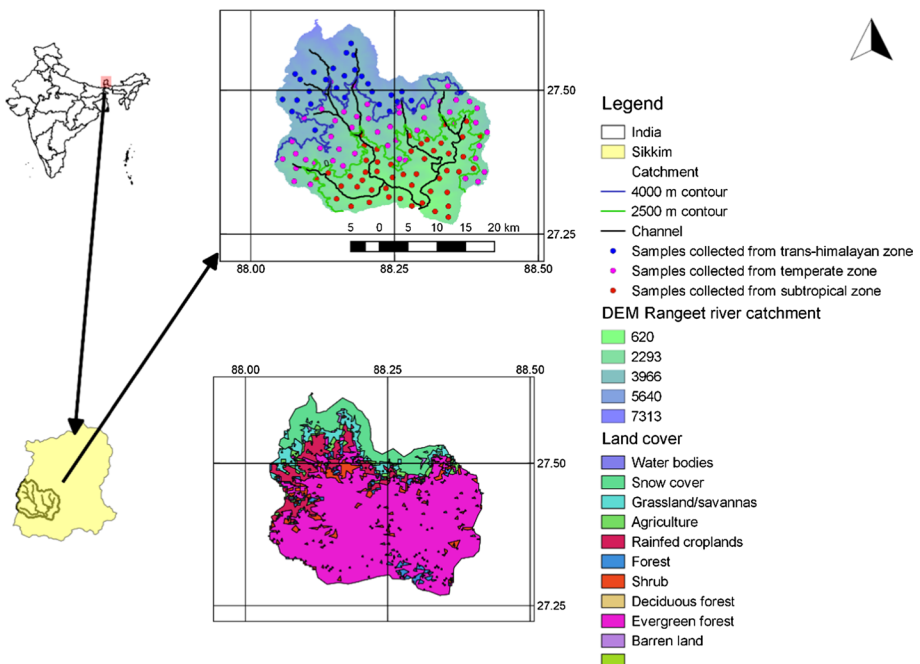 27.50
5 0 5 10 15 20 km
27.25
88.00 88.25 88.50
88.00 88.25 88.50
27.50
27.25
Legend
India
Sikkim
Catchment
4000 m contour
2500 m contour
Channel
Samples collected from trans-himalayan zone
Samples collected from temperate zone
Samples collected from subtropical zone
DEM Rangeet river catchment
620
2293
3966
5640
7313
Land cover
Water bodies
Snow cover
Grassland/savannas
Agriculture
Rainfed croplands
Forest
Shrub
Deciduous forest
Evergreen forest
Barren land